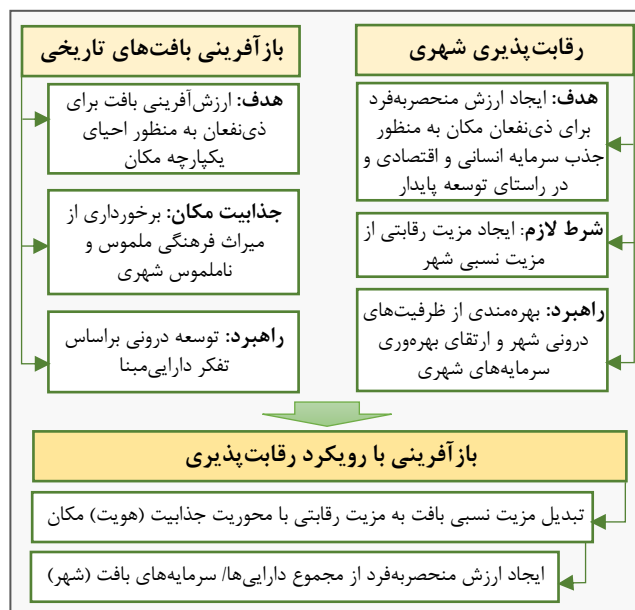 رقابت‌پذیری شهری
هدف: ایجاد ارزش منحصربه‌فرد
برای ذی‌نفعان مکان به منظور
جذب سرمایه انسانی و اقتصادی و
در راستای توسعه پایدار
شرط لازم: ایجاد مزیت رقابتی از
مزیت نسبی شهر
راهبرد: بهره‌مندی از ظرفیت‌های
درونی شهر و ارتقای بهره‌وری
سرمایه‌های شهری
بازآفرینی بافت‌های تاریخی
هدف: ارزش‌آفرینی بافت برای
ذی‌نفعان به منظور احیای
یکپارچه مکان
جذابیت مکان: برخورداری از
میراث فرهنگی ملموس و
ناملموس شهری
راهبرد: توسعه درونی براساس
تفکر دارایی‌مبنا
بازآفرینی با رویکرد رقابت‌پذیری
تبدیل مزیت نسبی بافت به مزیت رقابتی با محوریت جذابیت (هویت) مکان
ایجاد ارزش منحصربه‌فرد از مجموع دارایی‌ها/ سرمایه‌های بافت (شهر)